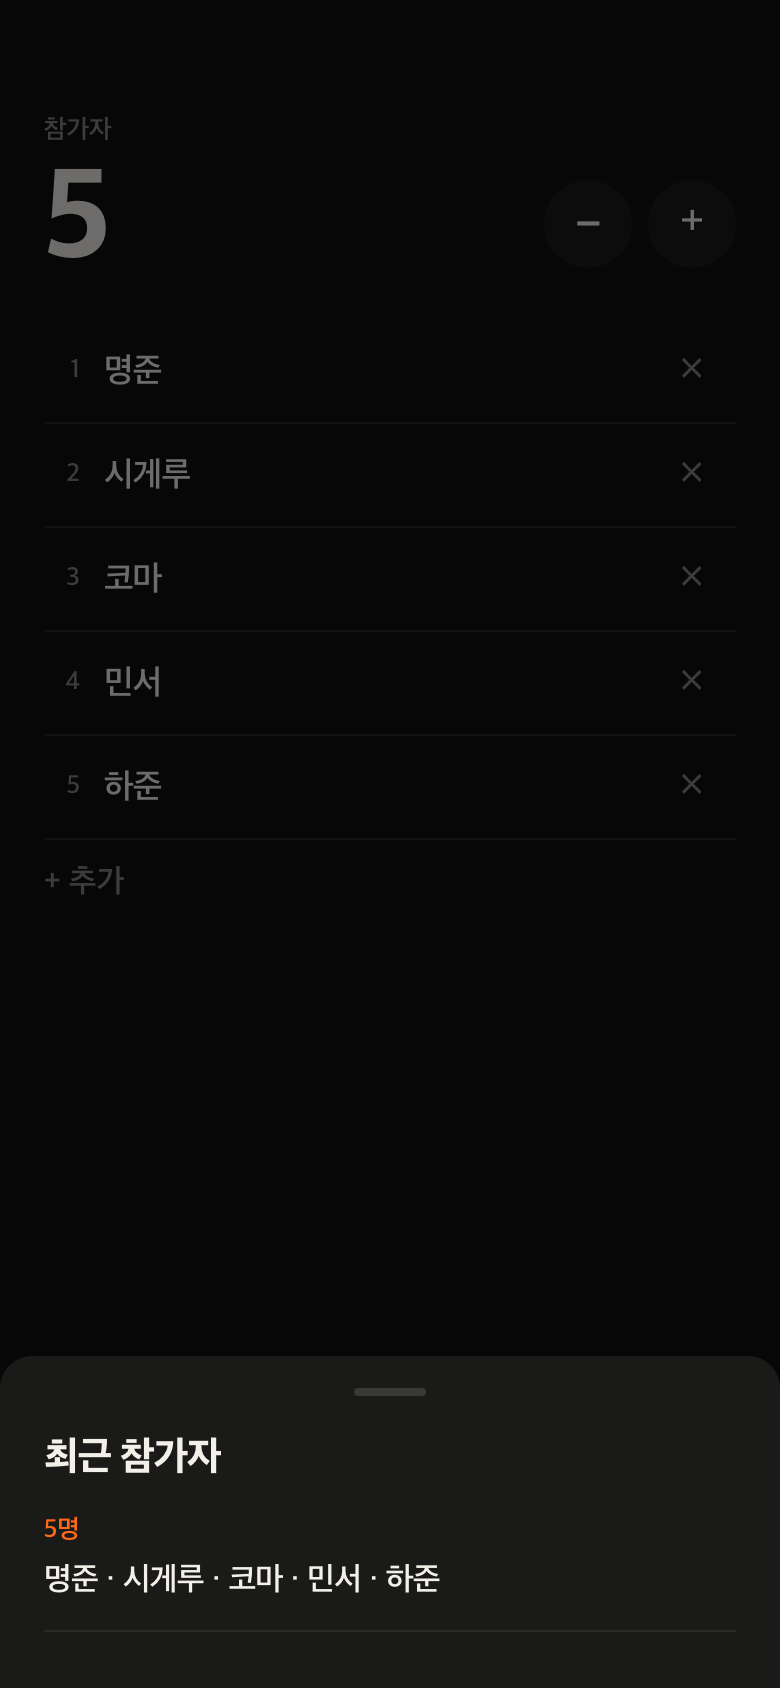 참가자
5
− +
1 명준 ×
2 시게루 ×
3 코마 ×
4 민서 ×
5 하준 ×
+ 추가
최근 참가자
5명
명준 · 시게루 · 코마 · 민서 · 하준